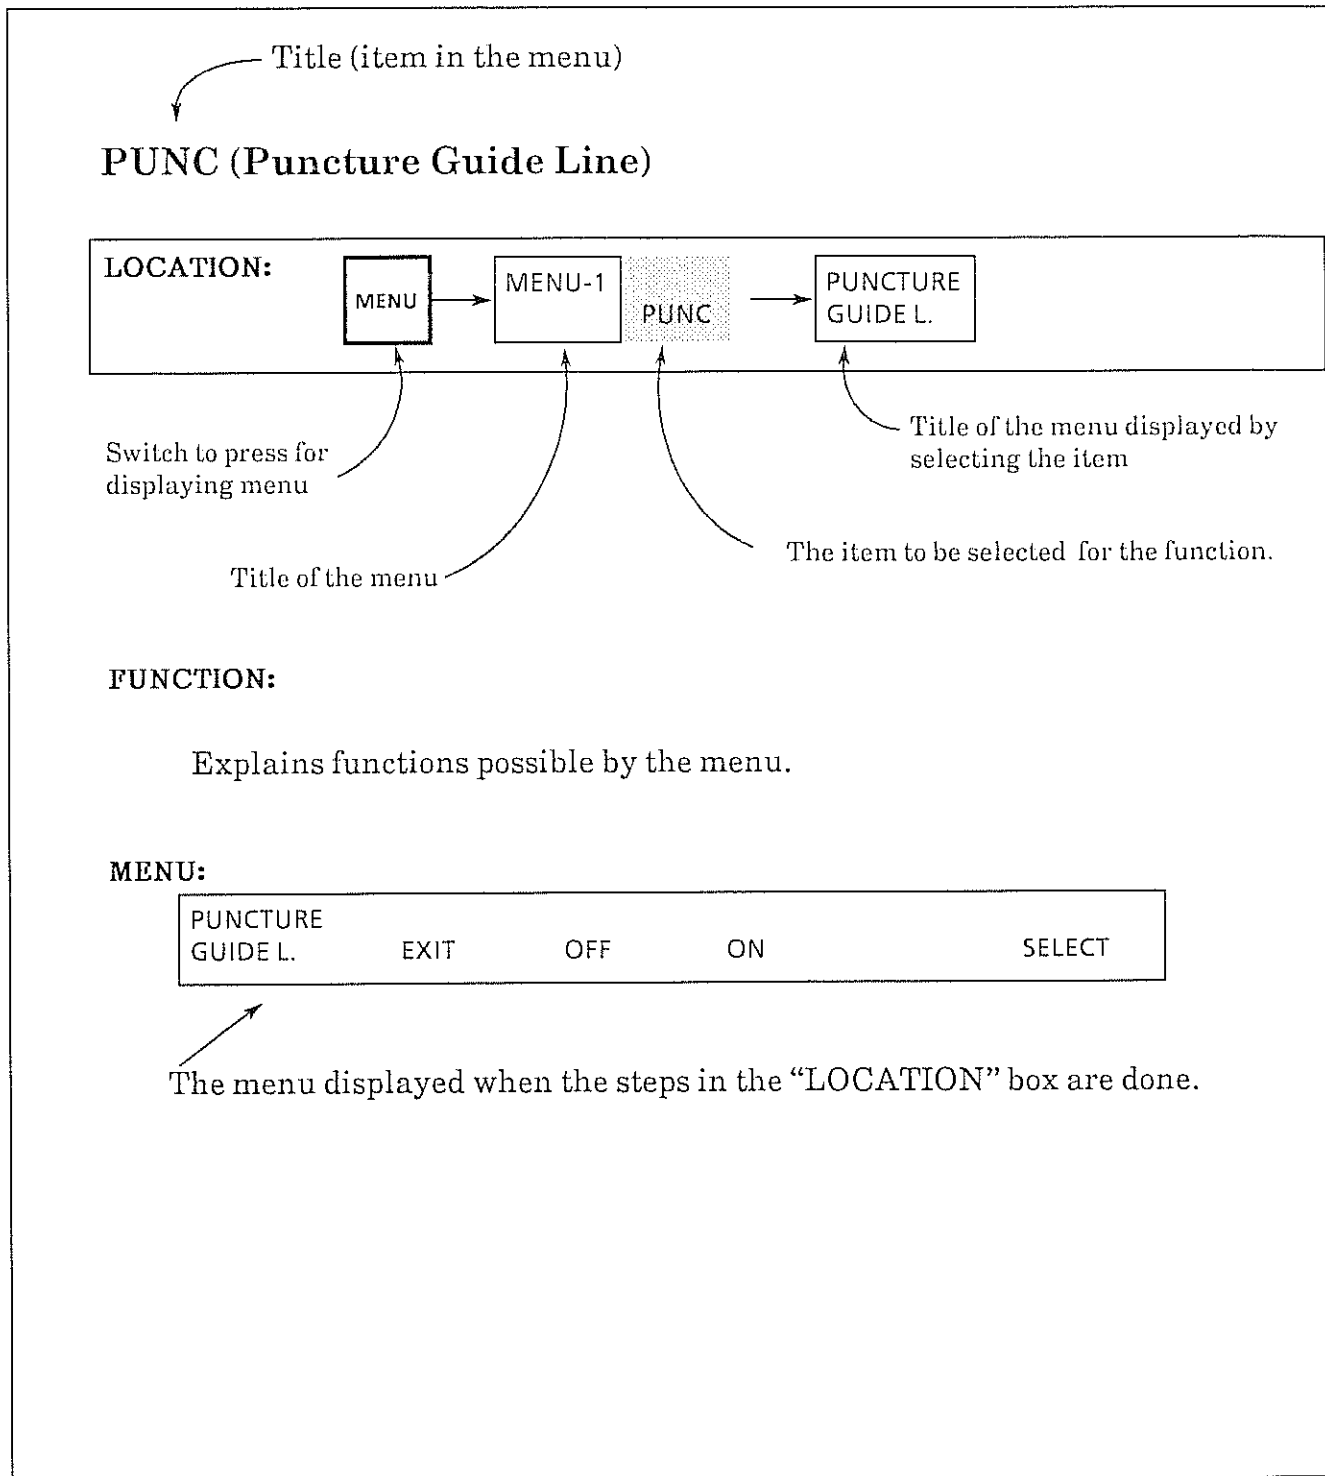 Title (item in the menu)
PUNC (Puncture Guide Line)
LOCATION:
MENU
MENU-1
PUNC
PUNCTURE
GUIDE L.
Switch to press for
displaying menu
Title of the menu
Title of the menu displayed by
selecting the item
The item to be selected for the function.
FUNCTION:
Explains functions possible by the menu.
MENU:
PUNCTURE
GUIDE L. EXIT OFF ON SELECT
The menu displayed when the steps in the “LOCATION” box are done.